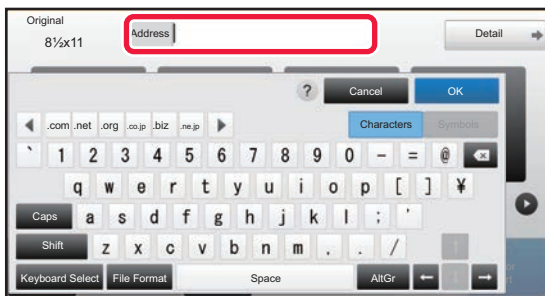 Original
8½x11
Address
Detail
? Cancel OK
.com .net .org .co.jp .biz .ne.jp Characters Symbols
` 1 2 3 4 5 6 7 8 9 0 - = @
q w e r t y u i o p [ ] ¥
Caps a s d f g h j k l ; '
Shift z x c v b n m , . /
Keyboard Select File Format Space AltGr